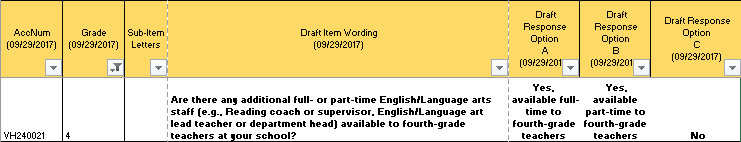 AccNum
(09/29/2017)
Grade
(09/29/2017)
Sub-Item
Letters
Draft Item Wording
(09/29/2017)
Draft
Response
Option
A
(09/29/201
Draft
Response
Option
B
(09/29/201
Draft Response
Option
C
(09/29/2017)
VH240021
4
Are there any additional full- or part-time English/Language arts
staff (e.g., Reading coach or supervisor, English/Language art
lead teacher or department head) available to fourth-grade
teachers at your school?
Yes,
available full-
time to
fourth-grade
teachers
Yes,
available
part-time to
fourth-grade
teachers
No